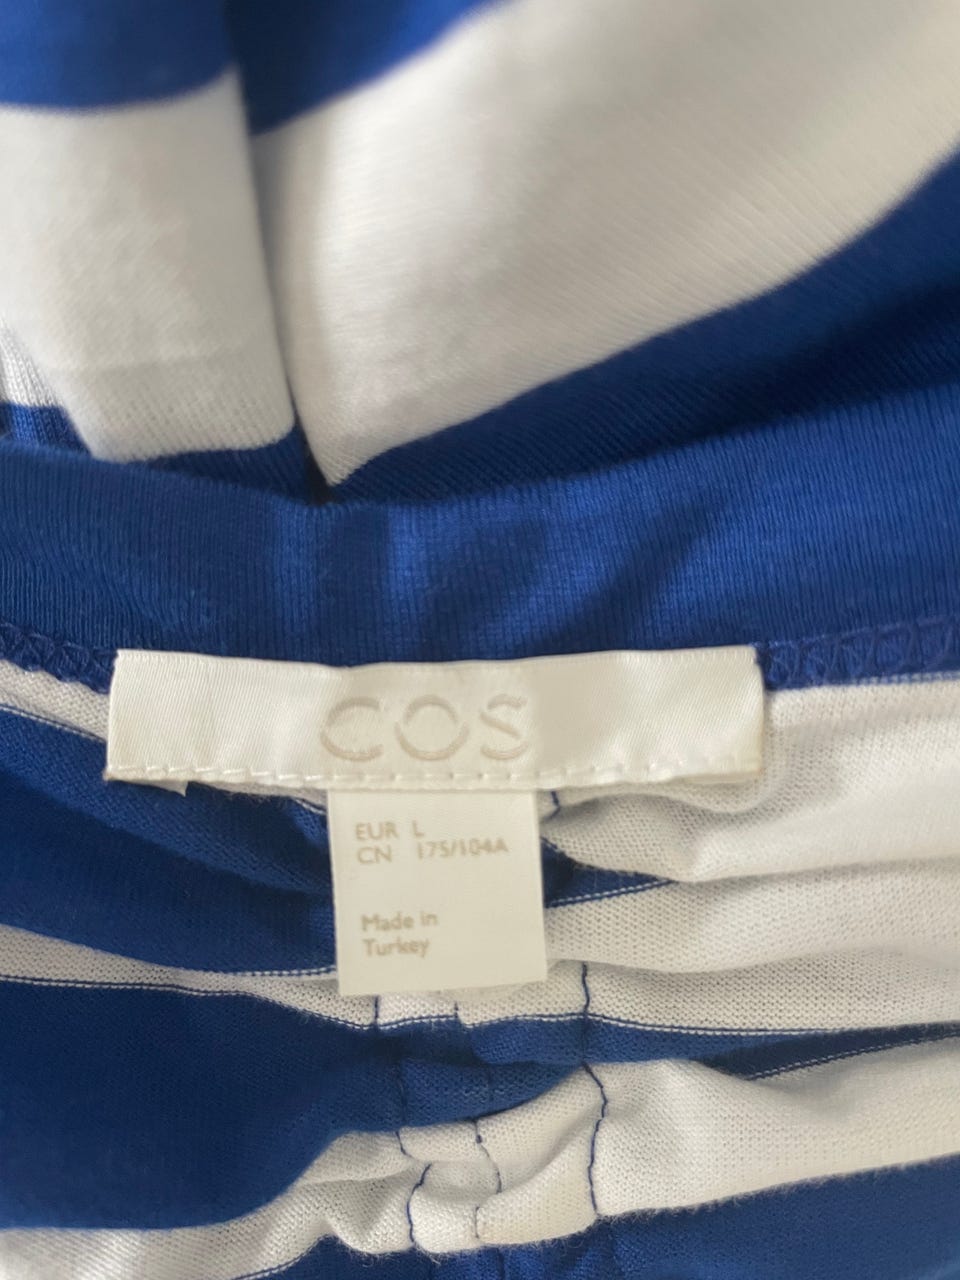 COS
EUR L
CN 175/104A
Made in
Turkey